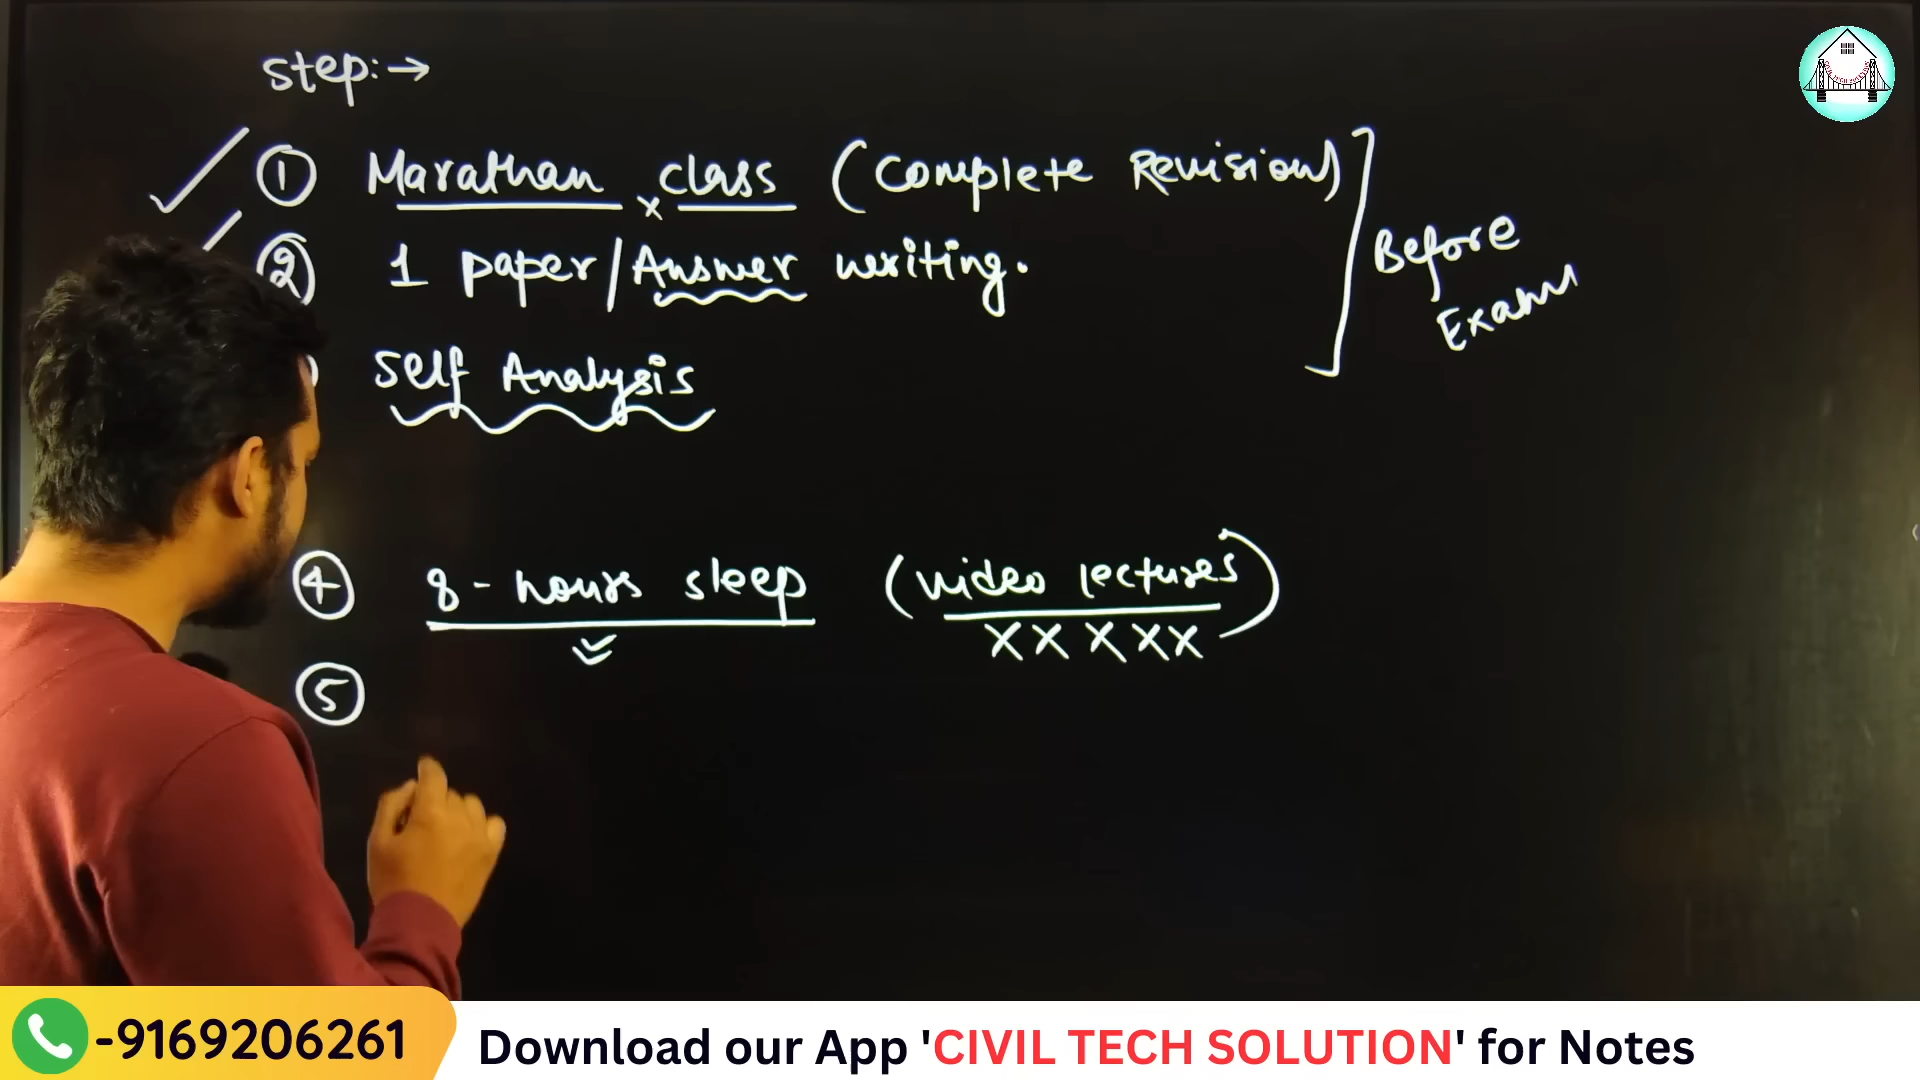 step:→
① Marathan class (Complete Revision)
x
② 1 paper/Answer writing.
Before
Exam
Self Analysis
④ 8-hours sleep (video lectures)
XXXXX
⑤
-9169206261
Download our App 'CIVIL TECH SOLUTION' for Notes